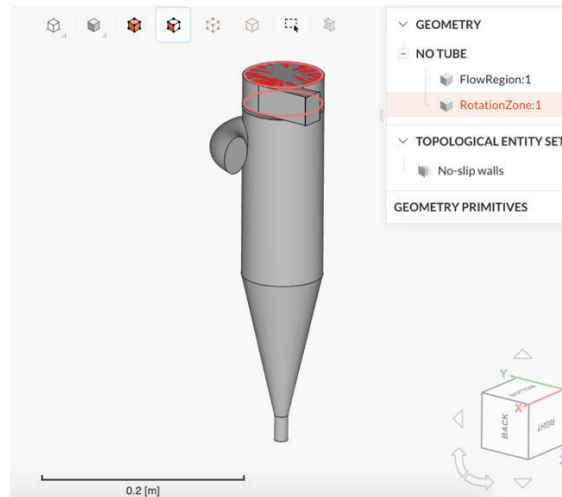 GEOMETRY
NO TUBE
FlowRegion:1
RotationZone:1
TOPOLOGICAL ENTITY SET
No-slip walls
GEOMETRY PRIMITIVES
Y
X
BOTTOM
BACK
RIGHT
Z
0.2 [m]